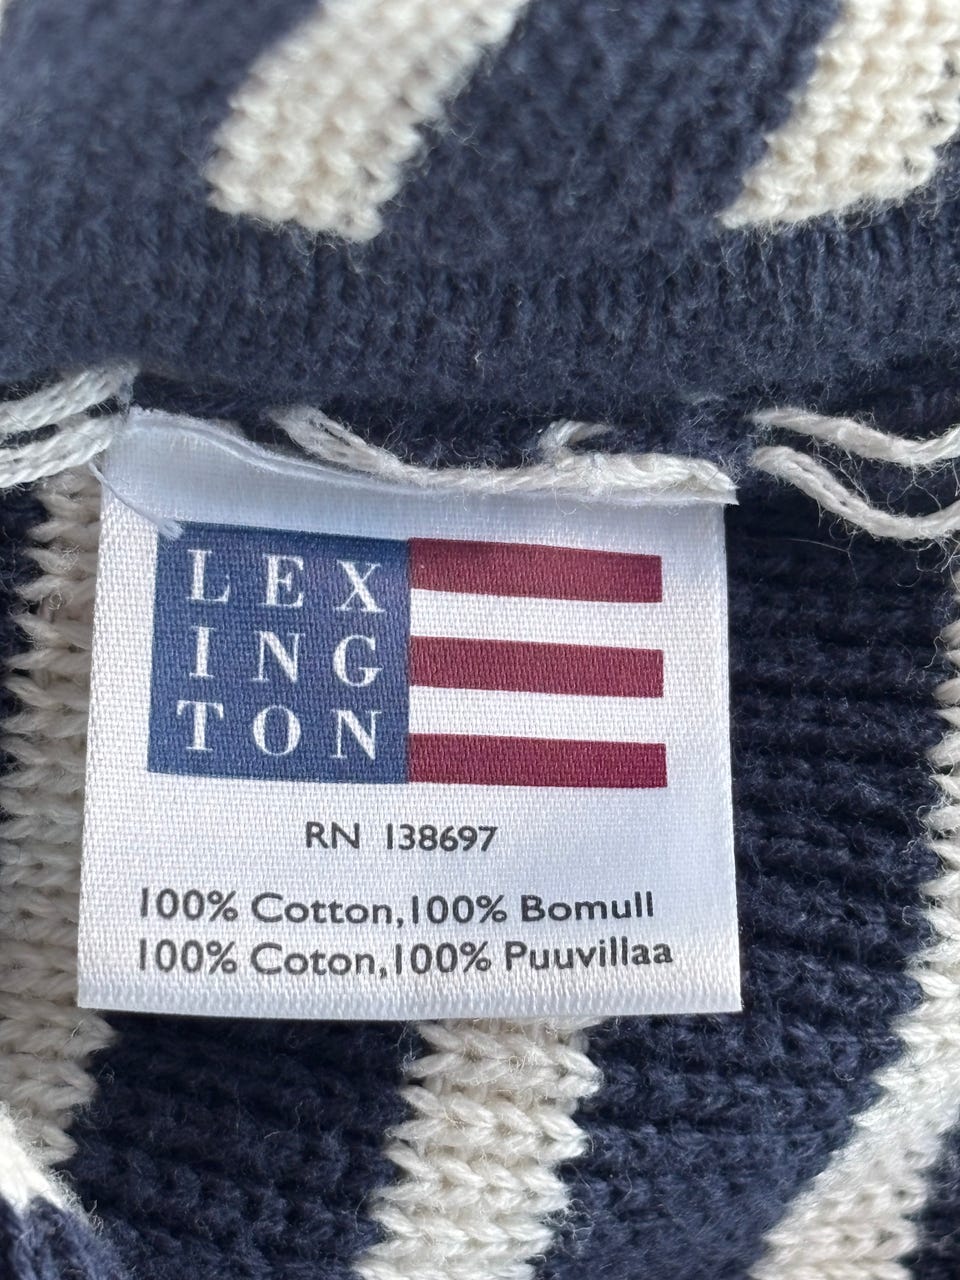 LEX
ING
TON
RN 138697
100% Cotton,100% Bomull
100% Coton,100% Puuvillaa